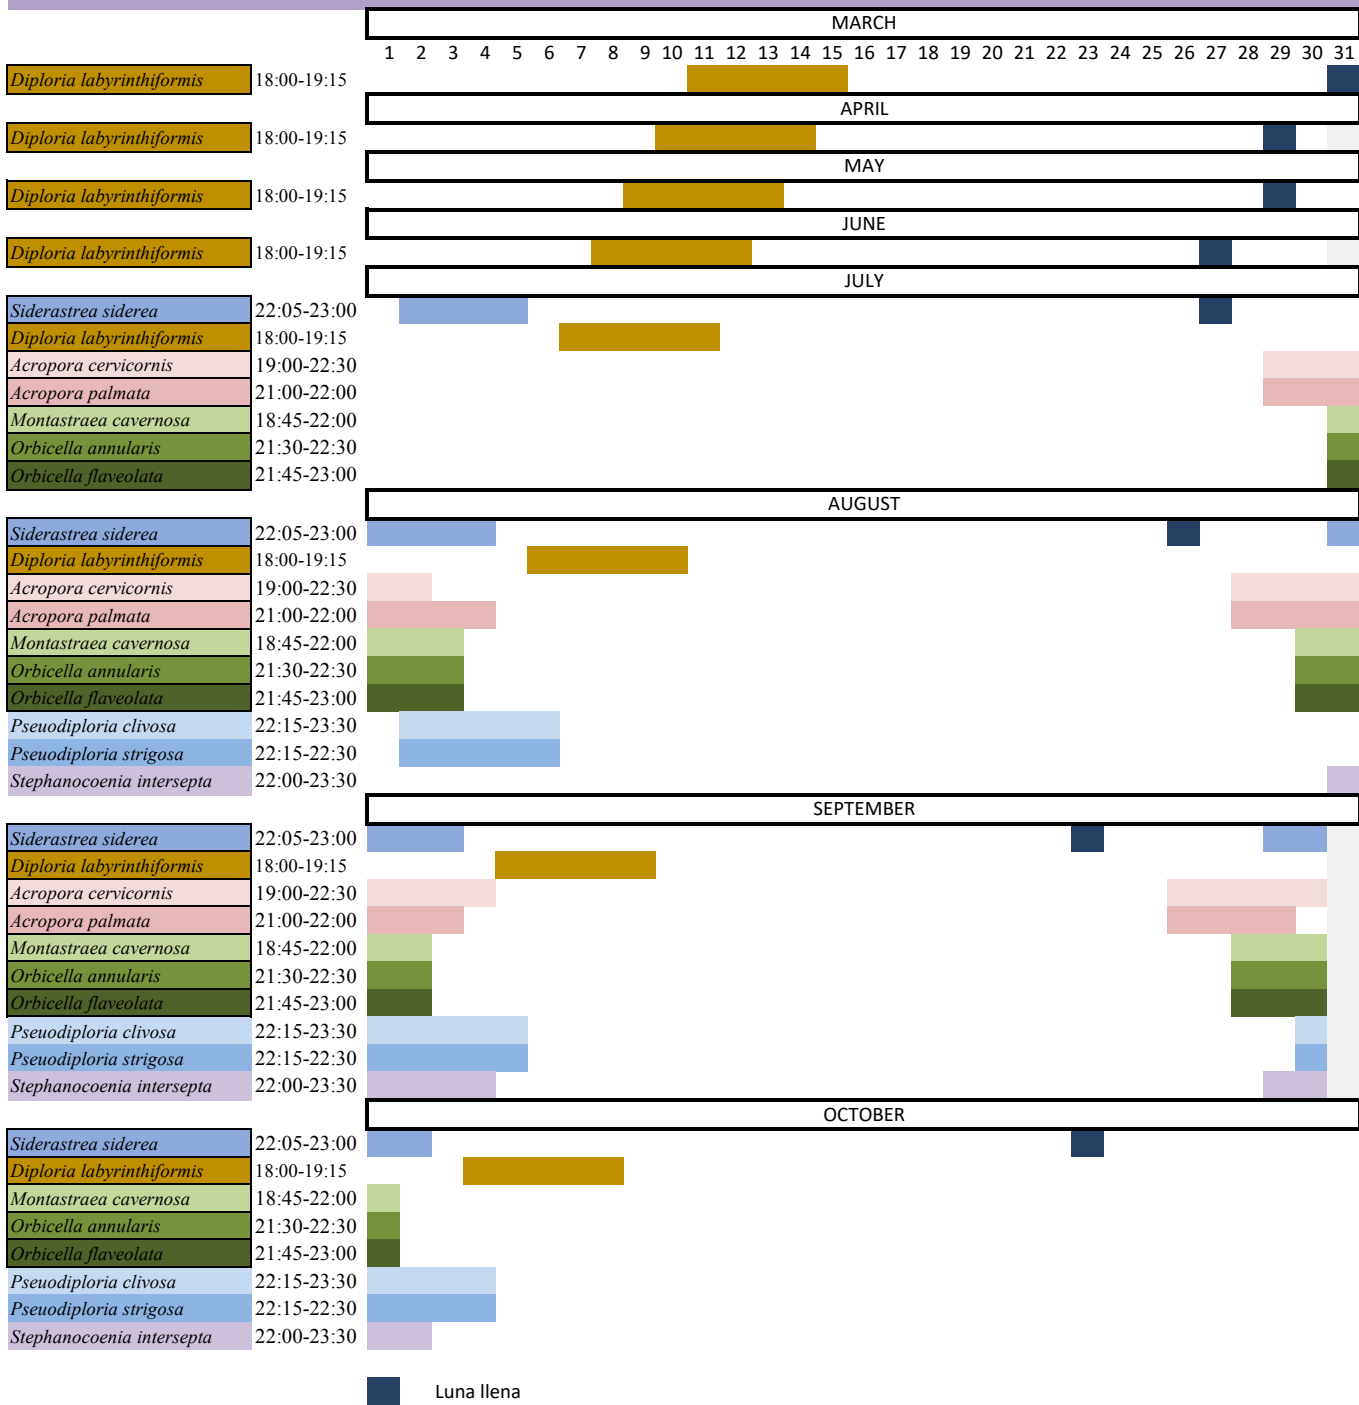 MARCH
1 2 3 4 5 6 7 8 9 10 11 12 13 14 15 16 17 18 19 20 21 22 23 24 25 26 27 28 29 30 31
Diploria labyrinthiformis 18:00-19:15
APRIL
Diploria labyrinthiformis 18:00-19:15
MAY
Diploria labyrinthiformis 18:00-19:15
JUNE
Diploria labyrinthiformis 18:00-19:15
JULY
Siderastrea siderea 22:05-23:00
Diploria labyrinthiformis 18:00-19:15
Acropora cervicornis 19:00-22:30
Acropora palmata 21:00-22:00
Montastraea cavernosa 18:45-22:00
Orbicella annularis 21:30-22:30
Orbicella flaveolata 21:45-23:00
AUGUST
Siderastrea siderea 22:05-23:00
Diploria labyrinthiformis 18:00-19:15
Acropora cervicornis 19:00-22:30
Acropora palmata 21:00-22:00
Montastraea cavernosa 18:45-22:00
Orbicella annularis 21:30-22:30
Orbicella flaveolata 21:45-23:00
Pseuodiploria clivosa 22:15-23:30
Pseuodiploria strigosa 22:15-22:30
Stephanocoenia intersepta 22:00-23:30
SEPTEMBER
Siderastrea siderea 22:05-23:00
Diploria labyrinthiformis 18:00-19:15
Acropora cervicornis 19:00-22:30
Acropora palmata 21:00-22:00
Montastraea cavernosa 18:45-22:00
Orbicella annularis 21:30-22:30
Orbicella flaveolata 21:45-23:00
Pseuodiploria clivosa 22:15-23:30
Pseuodiploria strigosa 22:15-22:30
Stephanocoenia intersepta 22:00-23:30
OCTOBER
Siderastrea siderea 22:05-23:00
Diploria labyrinthiformis 18:00-19:15
Montastraea cavernosa 18:45-22:00
Orbicella annularis 21:30-22:30
Orbicella flaveolata 21:45-23:00
Pseuodiploria clivosa 22:15-23:30
Pseuodiploria strigosa 22:15-22:30
Stephanocoenia intersepta 22:00-23:30
Luna llena